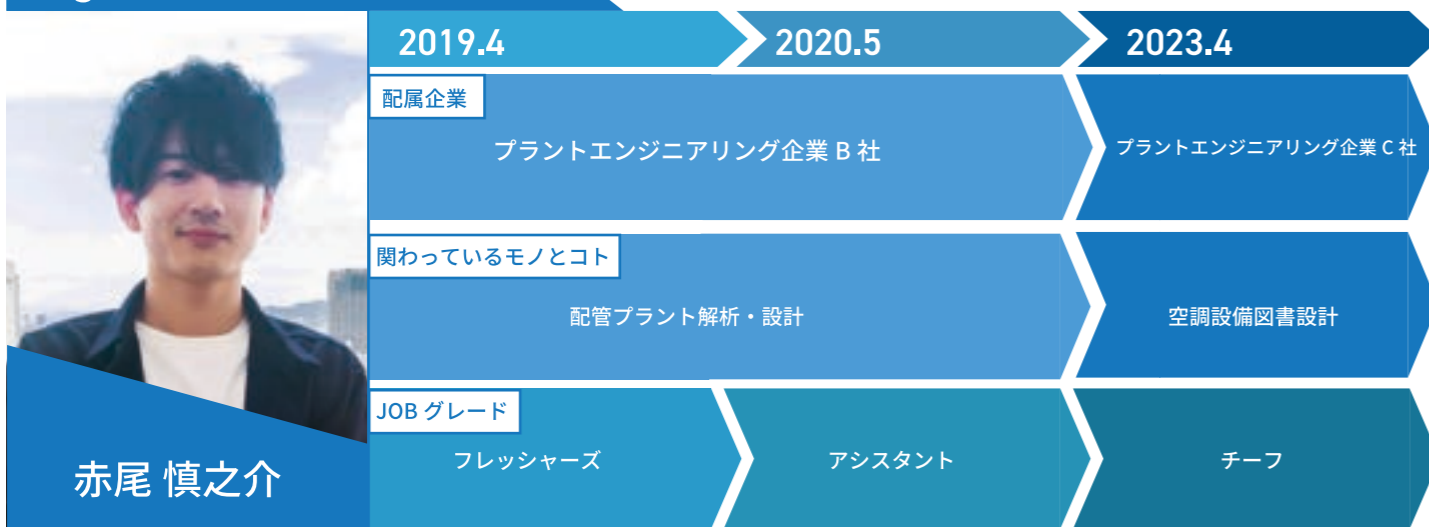 2019.4
2020.5
2023.4
配属企業
プラントエンジニアリング企業 B 社
プラントエンジニアリング企業 C 社
関わっているモノとコト
配管プラント解析・設計
空調設備図書設計
JOB グレード
フレッシャーズ
アシスタント
チーフ
赤尾 慎之介